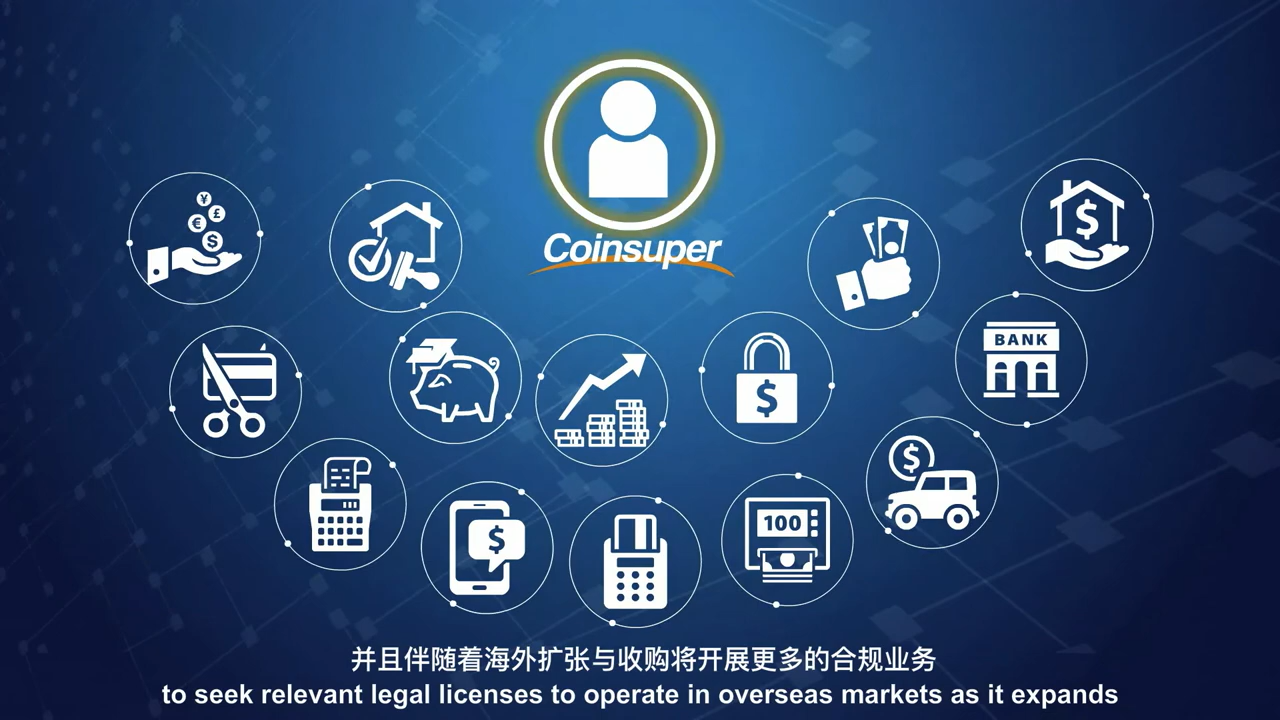 ¥
£
€
$
Coinsuper
$
BANK
$
$
$
100
并且伴随着海外扩张与收购将开展更多的合规业务
to seek relevant legal licenses to operate in overseas markets as it expands